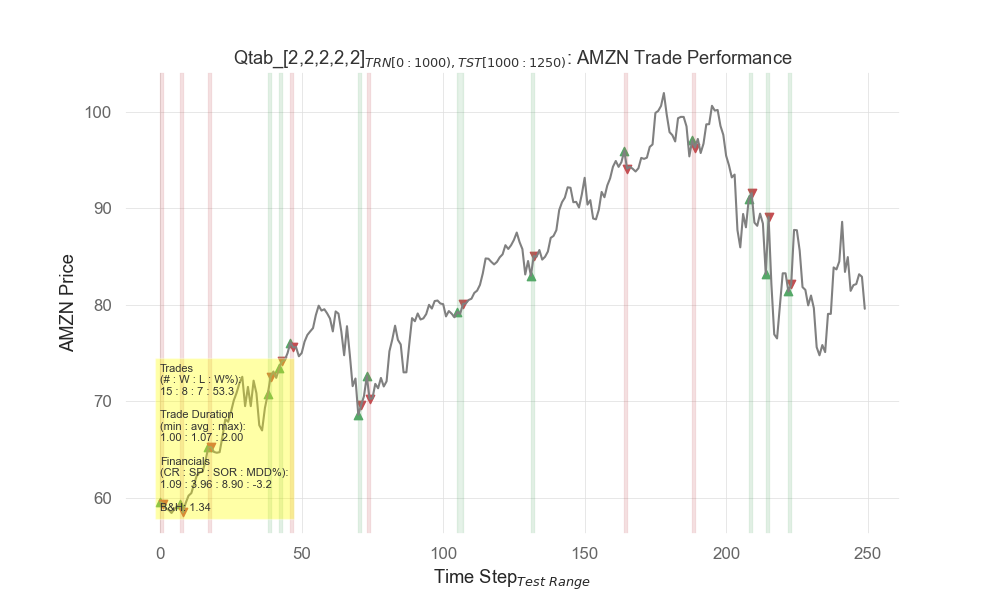 Qtab_[2,2,2,2,2]TRN[0 : 1000), TST[1000 : 1250): AMZN Trade Performance
100
90
80
70
60
AMZN Price
Trades
(# : W : L : W%):
15 : 8 : 7 : 53.3
Trade Duration
(min : avg : max):
1.00 : 1.07 : 2.00
Financials
(CR : SP : SOR : MDD%):
1.09 : 3.96 : 8.90 : -3.2
B&H: 1.34
0 50 100 150 200 250
Time StepTest Range